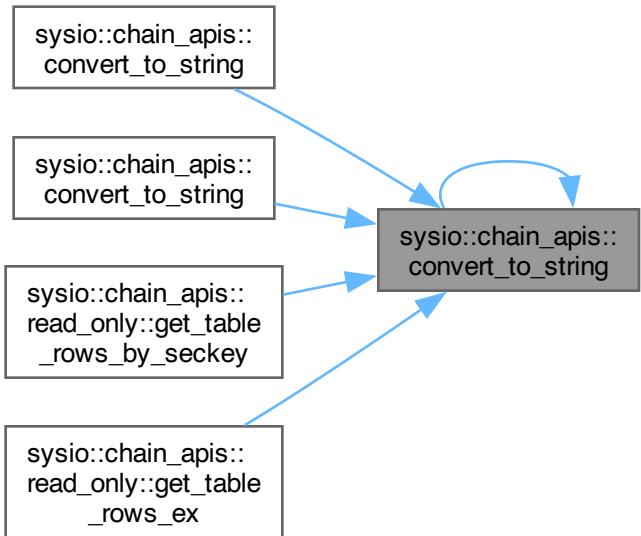 sysio::chain_apis::
convert_to_string
sysio::chain_apis::
convert_to_string
sysio::chain_apis::
convert_to_string
sysio::chain_apis::
read_only::get_table
_rows_by_seckey
sysio::chain_apis::
read_only::get_table
_rows_ex